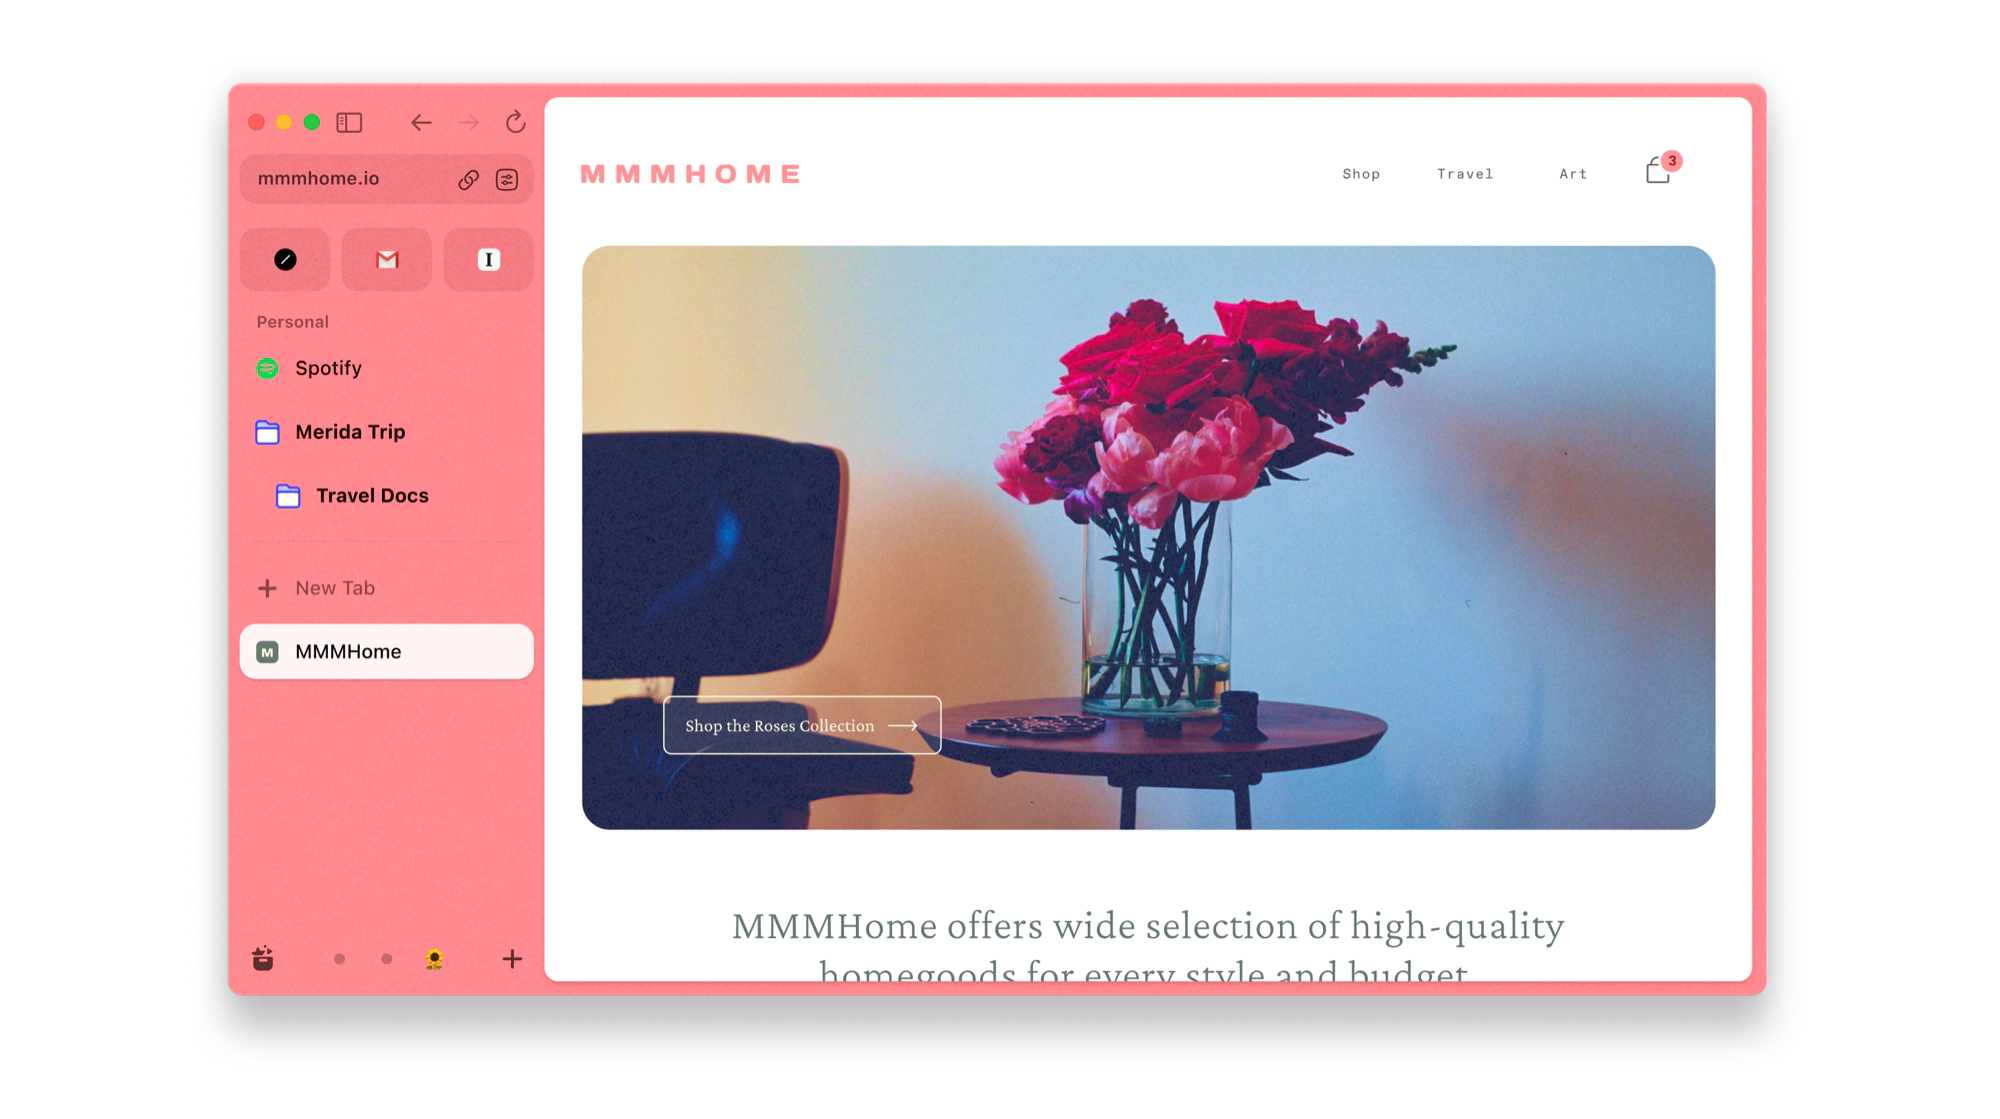 mmmhome.io
I
Personal
Spotify
Merida Trip
Travel Docs
New Tab
M MMMHome
MMMHOME
Shop Travel Art 3
Shop the Roses Collection
MMMHome offers wide selection of high-quality
homegoods for every style and budget